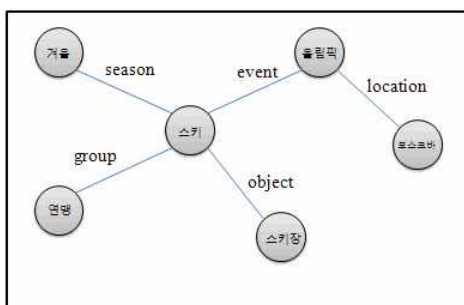 겨울
올림픽
season
event
location
스키
모스크바
group
object
연맹
스키장